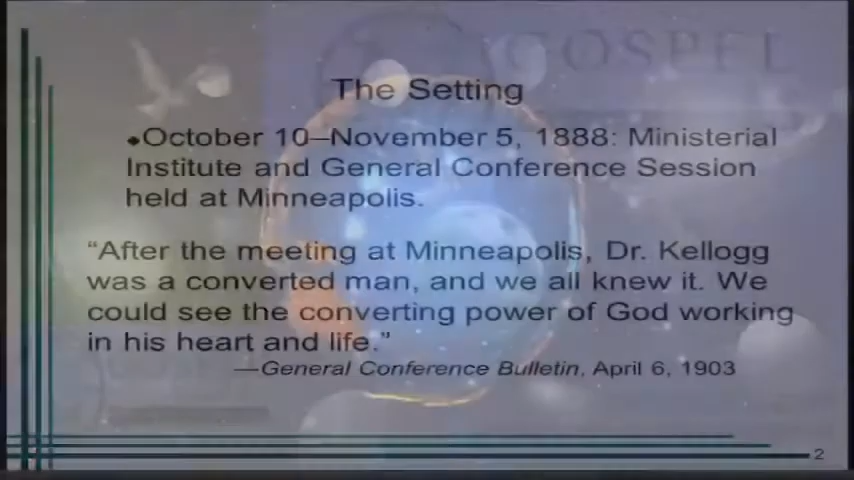 GOSPEL
The Setting
◆October 10–November 5, 1888: Ministerial
Institute and General Conference Session
held at Minneapolis.
“After the meeting at Minneapolis, Dr. Kellogg
was a converted man, and we all knew it. We
could see the converting power of God working
in his heart and life.”
—General Conference Bulletin, April 6, 1903
2